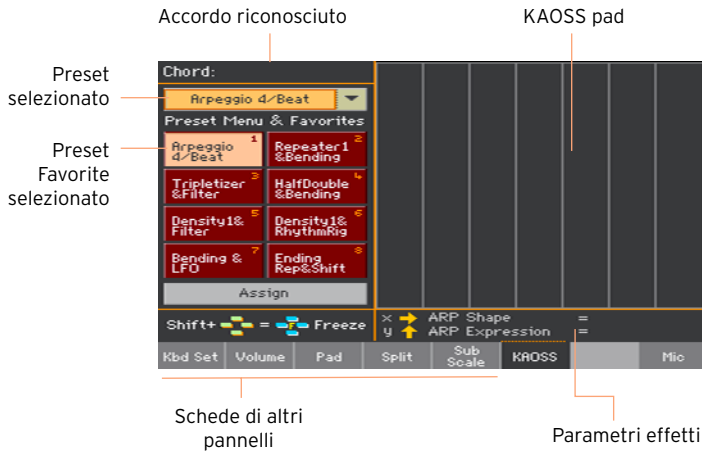 Accordo riconosciuto
KAOSS pad
Preset
selezionato
Preset
Favorite
selezionato
Chord:
Arpeggio 4/Beat
Preset Menu & Favorites
Arpeggio
4/Beat
1
Repeater1
&Bending
2
Tripletizer
&Filter
3
HalfDouble
&Bending
4
Density1&
Filter
5
Density1&
RhythmRig
6
Bending &
LFO
7
Ending
Rep&Shift
8
Assign
Shift+ = F Freeze
x ARP Shape =
y ARP Expression =
Kbd Set
Volume
Pad
Split
Sub
Scale
KAOSS
Mic
Schede di altri
pannelli
Parametri effetti